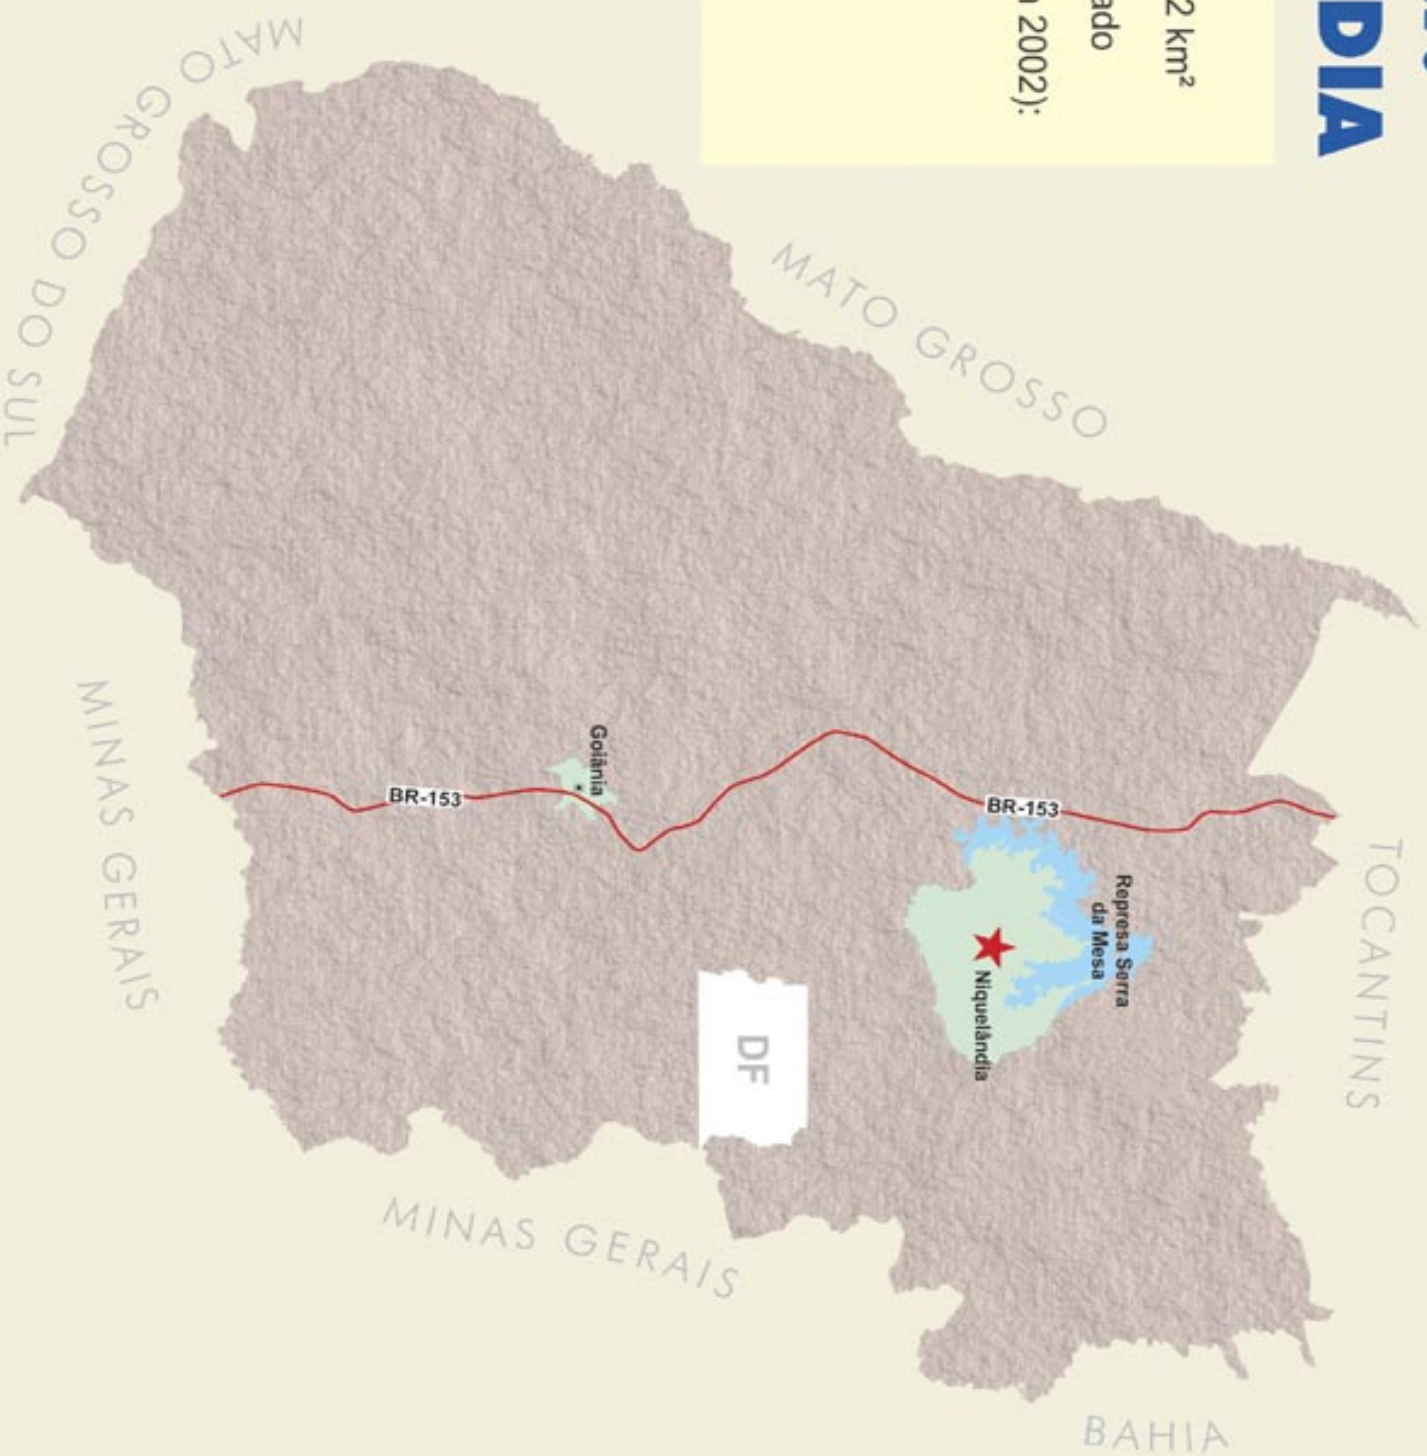 DIA
2 km²
ado
2002):
MATO GROSSO
TOCANTINS
BR-153
Represa Serra
da Mesa
Niquelândia
BAHIA
DF
Goiânia
BR-153
MINAS GERAIS
MATO GROSSO DO SUL
MINAS GERAIS